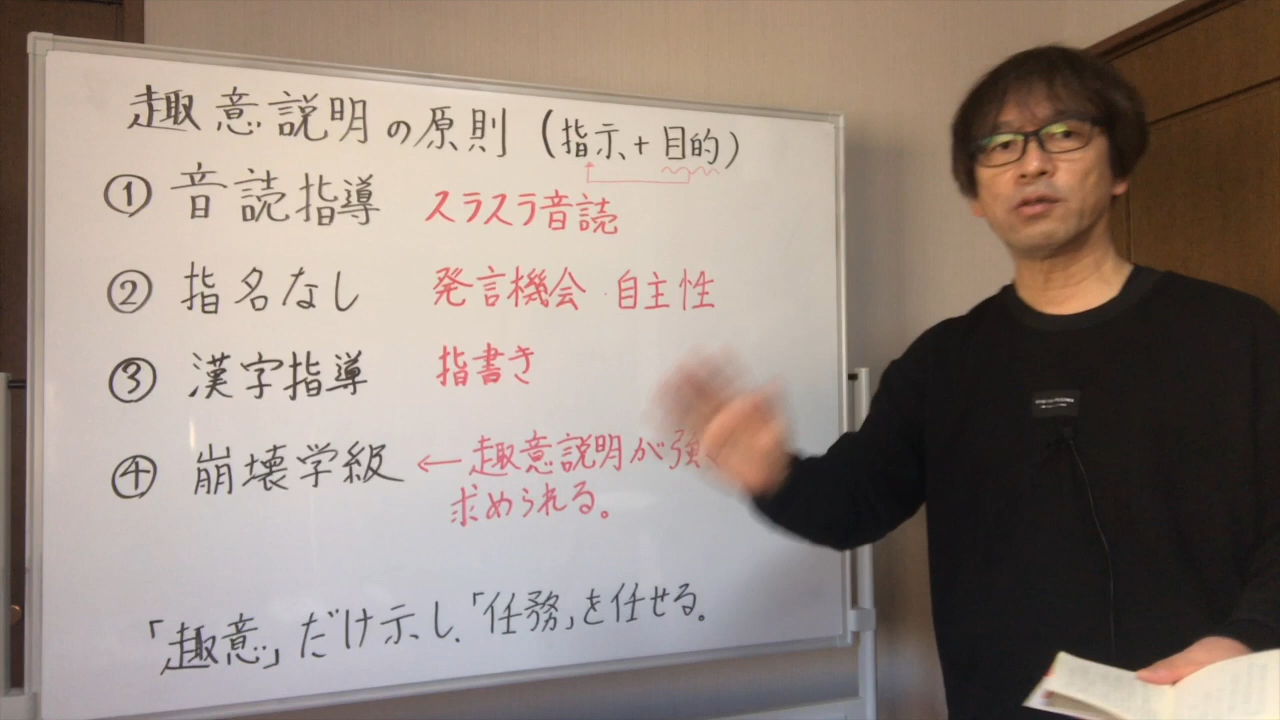 趣意説明の原則(指示+目的)
① 音読指導 スラスラ音読
② 指名なし 発言機会 自主性
③ 漢字指導 指書き
④ 崩壊学級 ←趣意説明が強
求められる。
「趣意」だけ示し、「任務」を任せる。